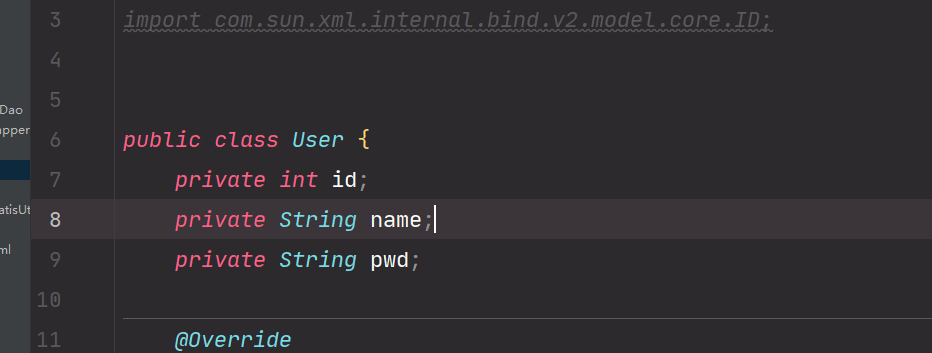 3 import com.sun.xml.internal.bind.v2.model.core.ID;
4
5
Dao
apper
6 public class User {
7 private int id;
8 private String name;
atisUt
9 private String pwd;
ml
10
11 @Override